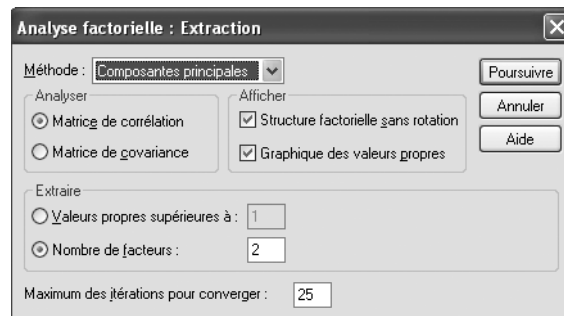 Analyse factorielle : Extraction
Méthode : Composantes principales
Poursuivre
Annuler
Aide
Analyser
Matrice de corrélation
Matrice de covariance
Afficher
Structure factorielle sans rotation
Graphique des valeurs propres
Extraire
Valeurs propres supérieures à : 1
Nombre de facteurs : 2
Maximum des itérations pour converger : 25